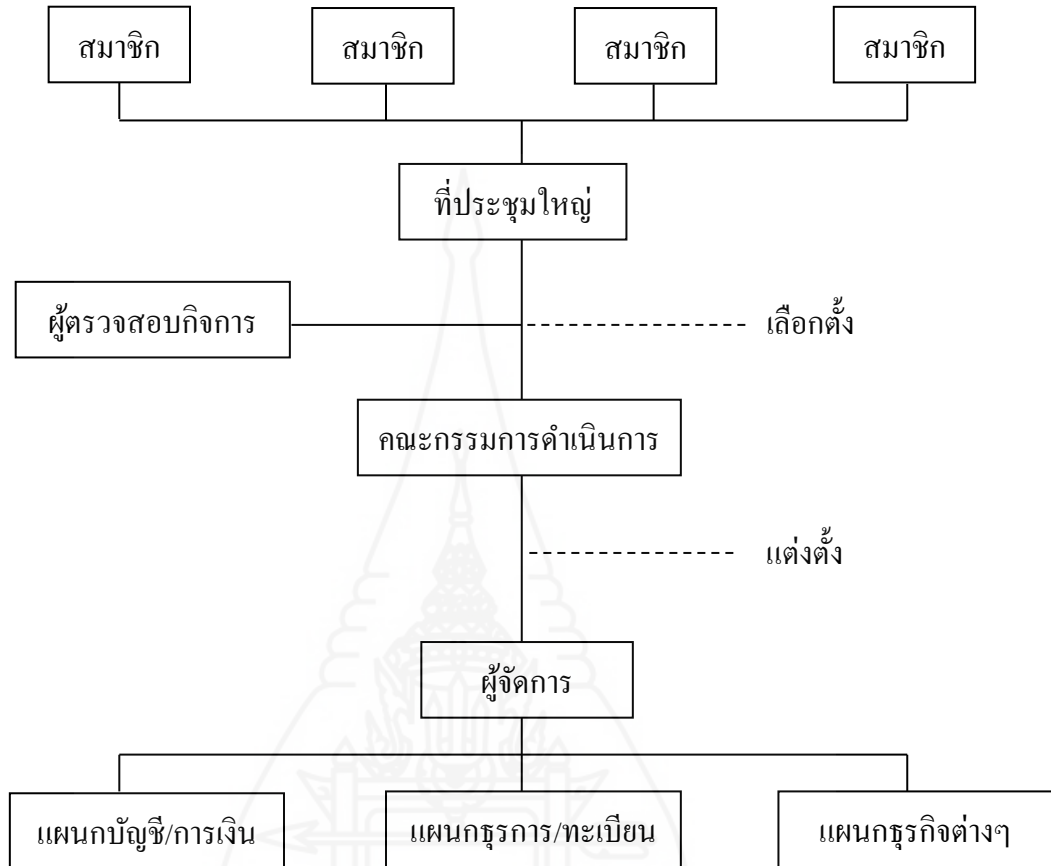 สมาชิก
สมาชิก
สมาชิก
สมาชิก
ที่ประชุมใหญ่
ผู้ตรวจสอบกิจการ
เลือกตั้ง
คณะกรรมการดำเนินการ
แต่งตั้ง
ผู้จัดการ
แผนกบัญชี/การเงิน
แผนกธุรการ/ทะเบียน
แผนกธุรกิจต่างๆ